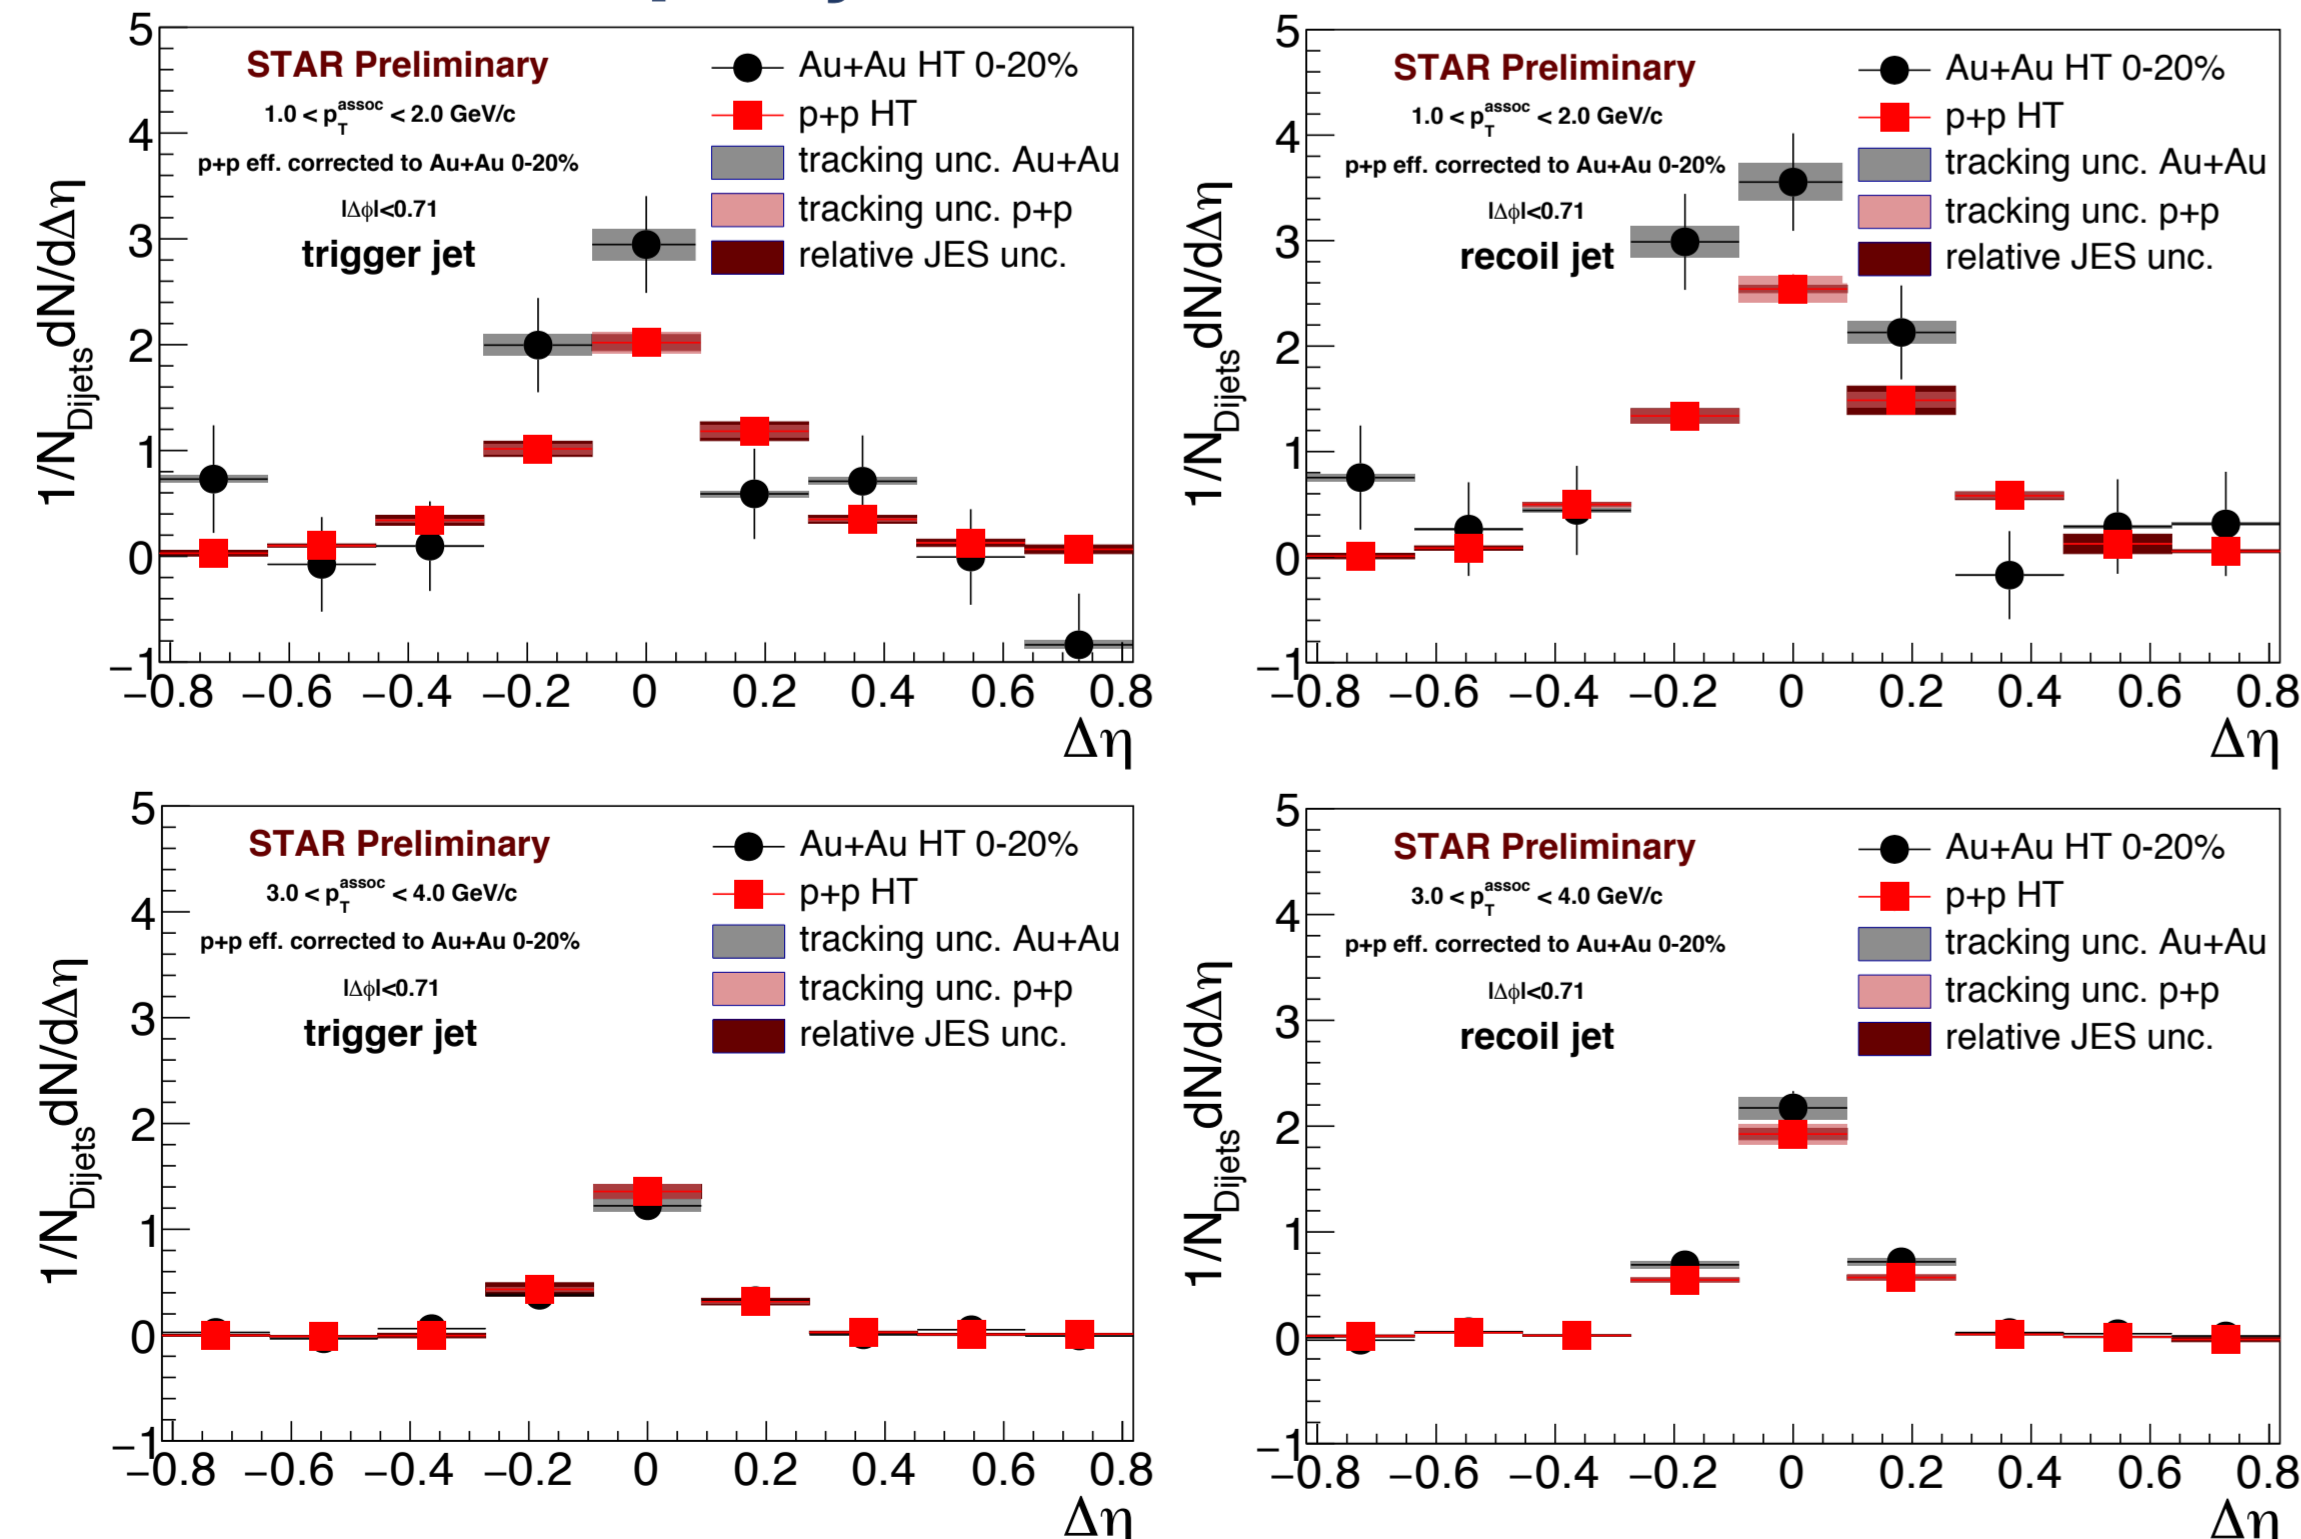 5
4
3
2
1
0
−1
1/N_Dijets dN/dΔη
STAR Preliminary
1.0 < p_T^assoc < 2.0 GeV/c
p+p eff. corrected to Au+Au 0-20%
|Δϕ|<0.71
trigger jet
Au+Au HT 0-20%
p+p HT
tracking unc. Au+Au
tracking unc. p+p
relative JES unc.
−0.8 −0.6 −0.4 −0.2 0 0.2 0.4 0.6 0.8
Δη
5
4
3
2
1
0
−1
1/N_Dijets dN/dΔη
STAR Preliminary
1.0 < p_T^assoc < 2.0 GeV/c
p+p eff. corrected to Au+Au 0-20%
|Δϕ|<0.71
recoil jet
Au+Au HT 0-20%
p+p HT
tracking unc. Au+Au
tracking unc. p+p
relative JES unc.
−0.8 −0.6 −0.4 −0.2 0 0.2 0.4 0.6 0.8
Δη
5
4
3
2
1
0
−1
1/N_Dijets dN/dΔη
STAR Preliminary
3.0 < p_T^assoc < 4.0 GeV/c
p+p eff. corrected to Au+Au 0-20%
|Δϕ|<0.71
trigger jet
Au+Au HT 0-20%
p+p HT
tracking unc. Au+Au
tracking unc. p+p
relative JES unc.
−0.8 −0.6 −0.4 −0.2 0 0.2 0.4 0.6 0.8
Δη
5
4
3
2
1
0
−1
1/N_Dijets dN/dΔη
STAR Preliminary
3.0 < p_T^assoc < 4.0 GeV/c
p+p eff. corrected to Au+Au 0-20%
|Δϕ|<0.71
recoil jet
Au+Au HT 0-20%
p+p HT
tracking unc. Au+Au
tracking unc. p+p
relative JES unc.
−0.8 −0.6 −0.4 −0.2 0 0.2 0.4 0.6 0.8
Δη